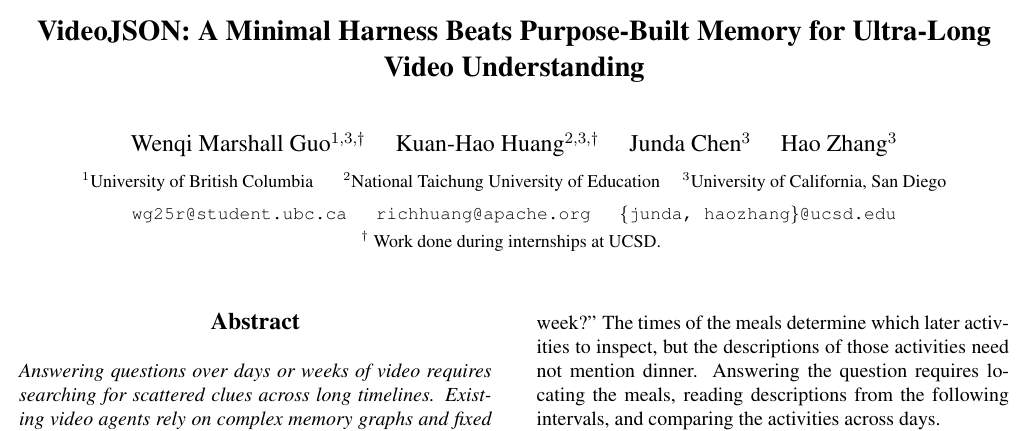 VideoJSON: A Minimal Harness Beats Purpose-Built Memory for Ultra-Long
Video Understanding
Wenqi Marshall Guo1,3,† Kuan-Hao Huang2,3,† Junda Chen3 Hao Zhang3
1University of British Columbia 2National Taichung University of Education 3University of California, San Diego
wg25r@student.ubc.ca richhuang@apache.org {junda, haozhang}@ucsd.edu
† Work done during internships at UCSD.
Abstract
Answering questions over days or weeks of video requires
searching for scattered clues across long timelines. Exist-
ing video agents rely on complex memory graphs and fixed
week?” The times of the meals determine which later activ-
ities to inspect, but the descriptions of those activities need
not mention dinner. Answering the question requires lo-
cating the meals, reading descriptions from the following
intervals, and comparing the activities across days.